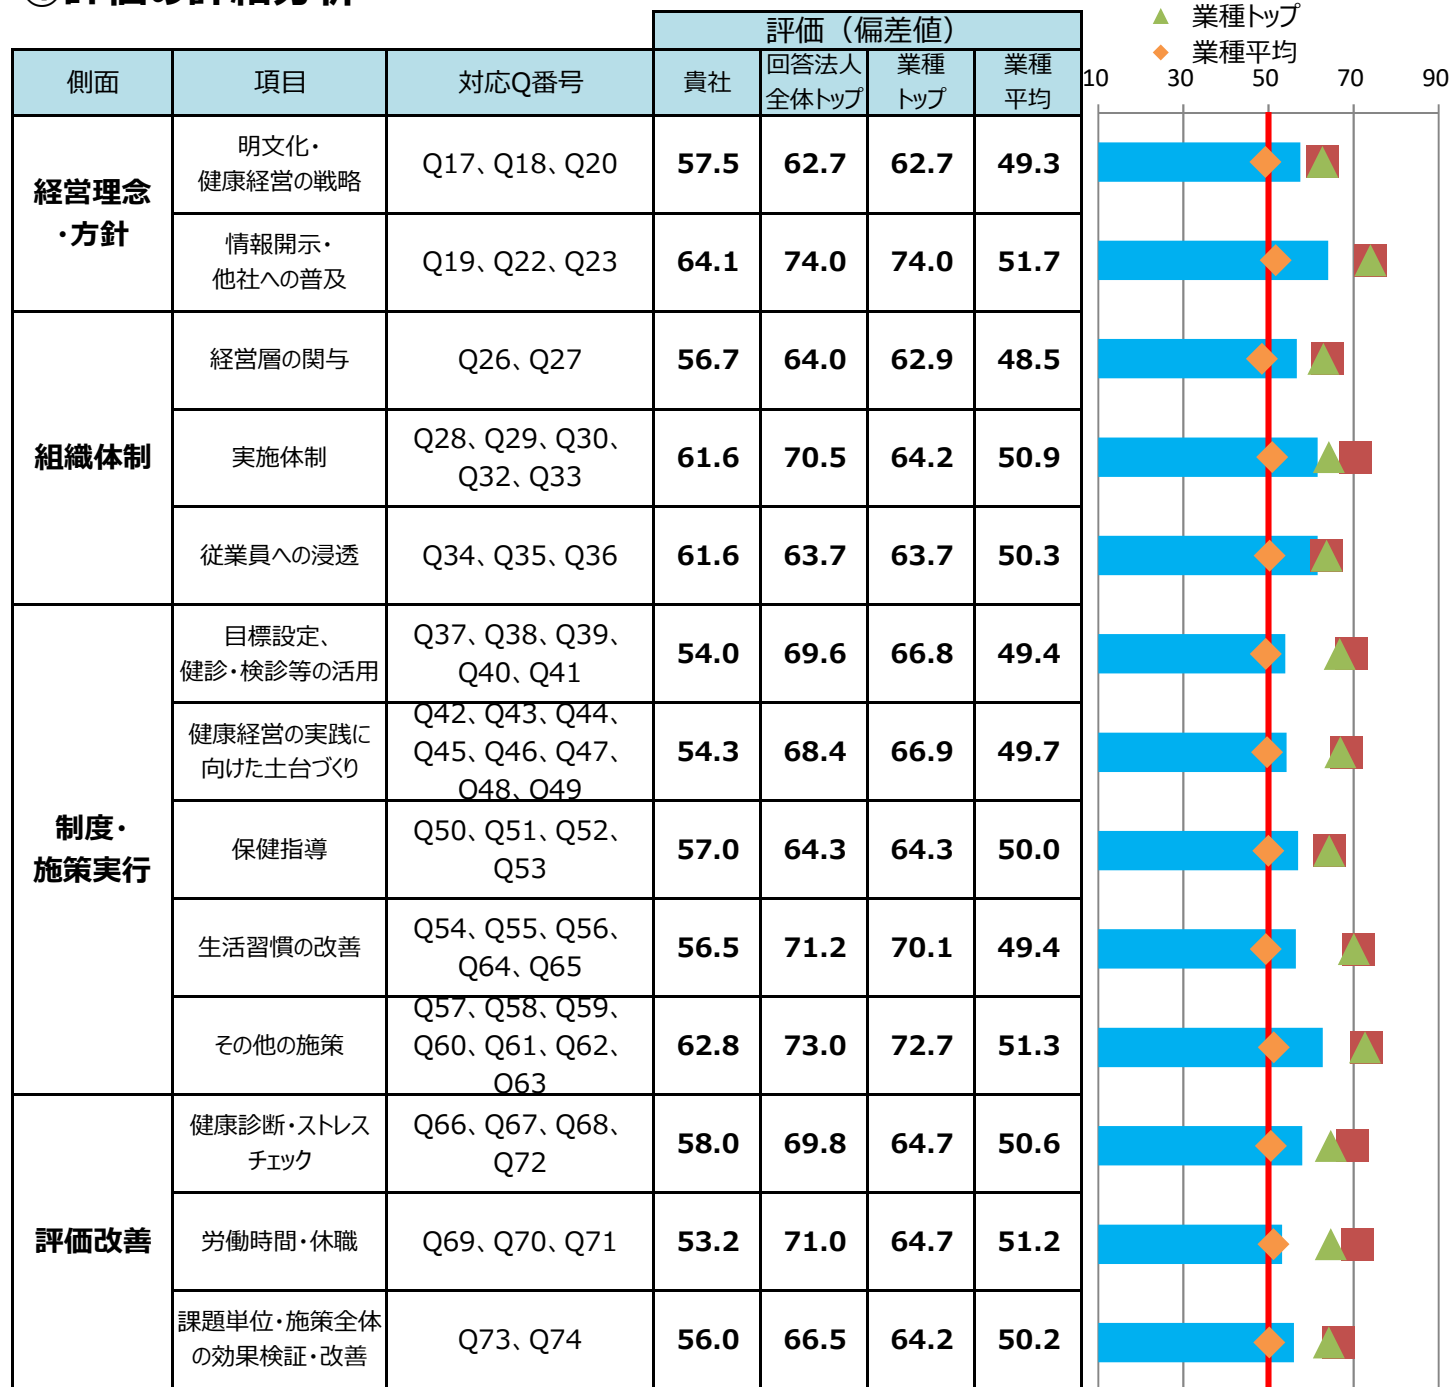 ①評価の詳細分析
▲ 業種トップ
◆ 業種平均
評価（偏差値）
側面 項目 対応Q番号 貴社 回答法人 業種 業種
全体トップ トップ 平均
10 30 50 70 90
経営理念
・方針
明文化・
健康経営の戦略
Q17、Q18、Q20 57.5 62.7 62.7 49.3
情報開示・
他社への普及
Q19、Q22、Q23 64.1 74.0 74.0 51.7
組織体制
経営層の関与 Q26、Q27 56.7 64.0 62.9 48.5
実施体制
Q28、Q29、Q30、
Q32、Q33
61.6 70.5 64.2 50.9
従業員への浸透 Q34、Q35、Q36 61.6 63.7 63.7 50.3
制度・
施策実行
目標設定、
健診・検診等の活用
Q37、Q38、Q39、
Q40、Q41
54.0 69.6 66.8 49.4
健康経営の実践に
向けた土台づくり
Q42、Q43、Q44、
Q45、Q46、Q47、
Q48、Q49
54.3 68.4 66.9 49.7
保健指導
Q50、Q51、Q52、
Q53
57.0 64.3 64.3 50.0
生活習慣の改善
Q54、Q55、Q56、
Q64、Q65
56.5 71.2 70.1 49.4
その他の施策
Q57、Q58、Q59、
Q60、Q61、Q62、
Q63
62.8 73.0 72.7 51.3
評価改善
健康診断・ストレス
チェック
Q66、Q67、Q68、
Q72
58.0 69.8 64.7 50.6
労働時間・休職 Q69、Q70、Q71 53.2 71.0 64.7 51.2
課題単位・施策全体
の効果検証・改善
Q73、Q74 56.0 66.5 64.2 50.2